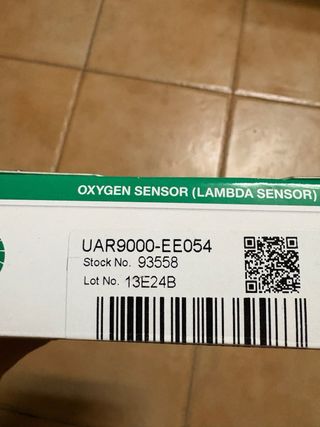 OXYGEN SENSOR (LAMBDA SENSOR)
UAR9000-EE054
Stock No. 93558
Lot No. 13E24B